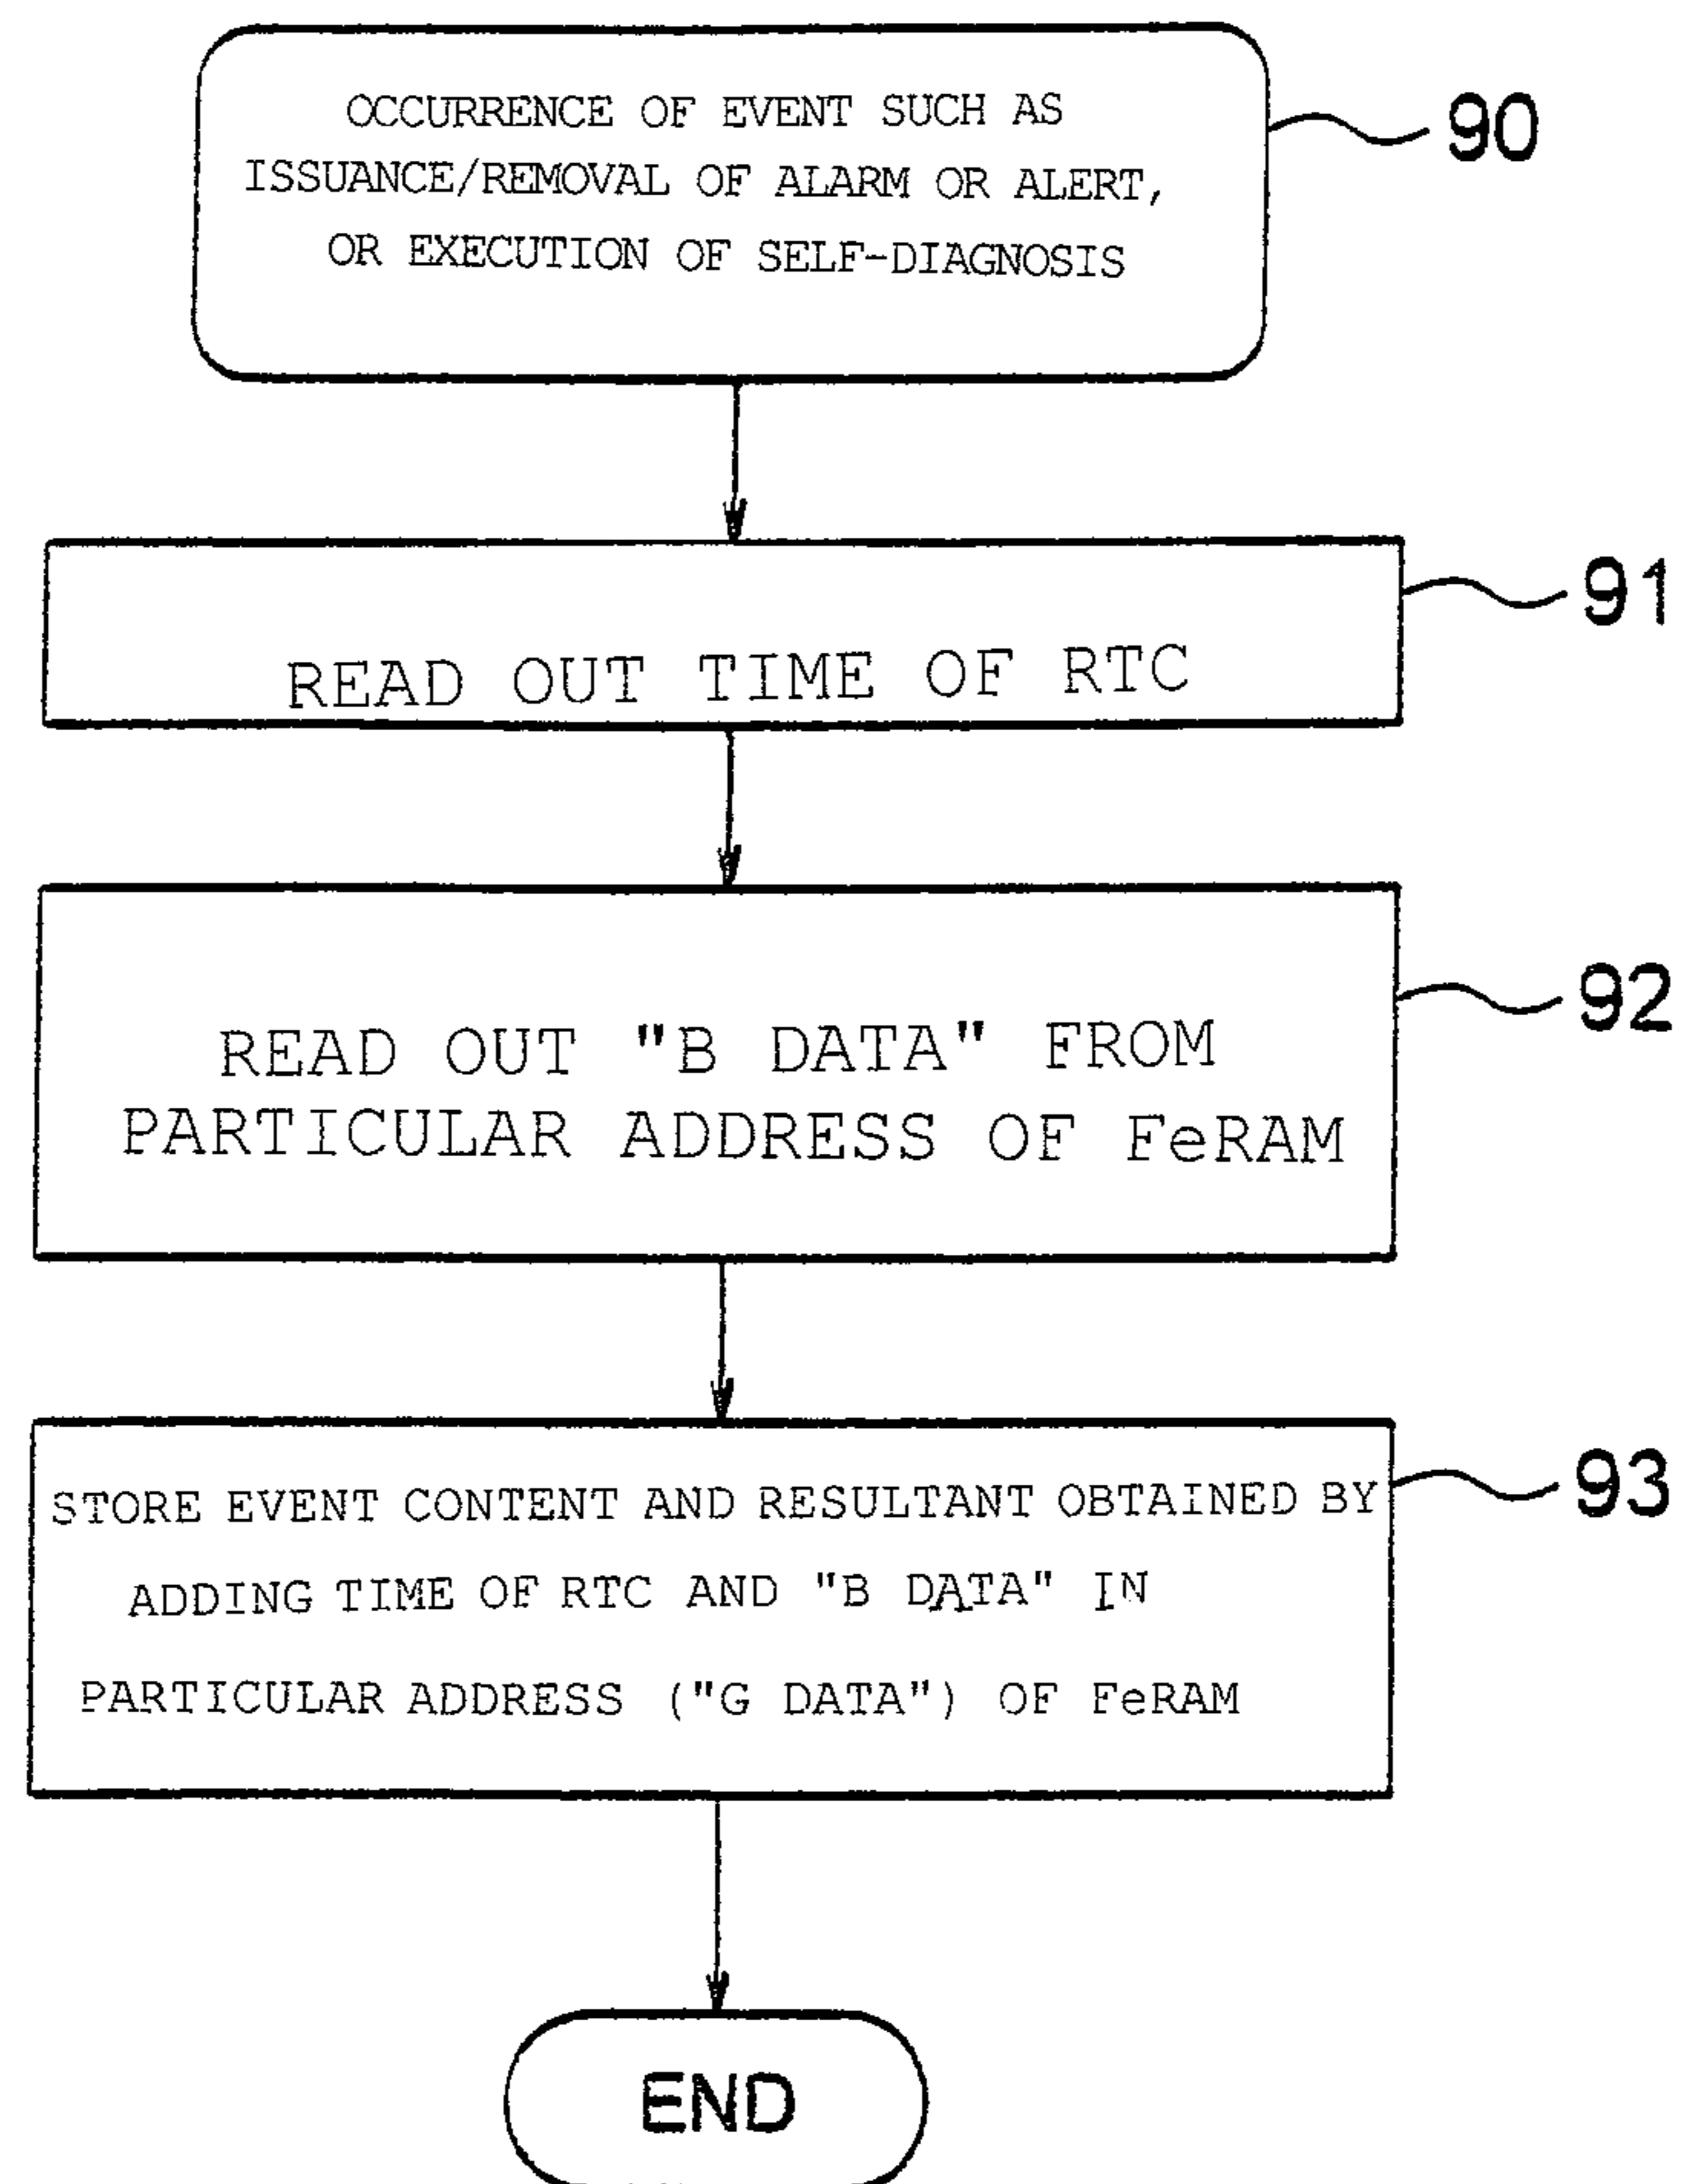 OCCURRENCE OF EVENT SUCH AS
ISSUANCE/REMOVAL OF ALARM OR ALERT,
OR EXECUTION OF SELF-DIAGNOSIS
90
91
READ OUT TIME OF RTC
92
READ OUT "B DATA" FROM
PARTICULAR ADDRESS OF FeRAM
93
STORE EVENT CONTENT AND RESULTANT OBTAINED BY
ADDING TIME OF RTC AND "B DATA" IN
PARTICULAR ADDRESS ("G DATA") OF FeRAM
END